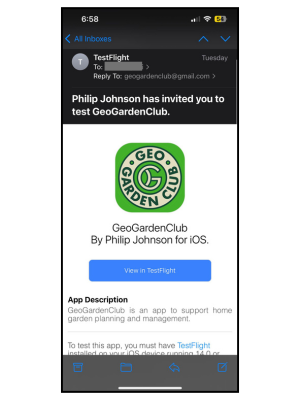 6:58
54
All Inboxes
T
TestFlight
Tuesday
To:
Reply To: geogardenclub@gmail.com
Philip Johnson has invited you to
test GeoGardenClub.
GEO
GARDEN CLUB
GC
GeoGardenClub
By Philip Johnson for iOS.
View in TestFlight
App Description
GeoGardenClub is an app to support home
garden planning and management.
To test this app, you must have TestFlight
installed on your iOS device running 14.0 or